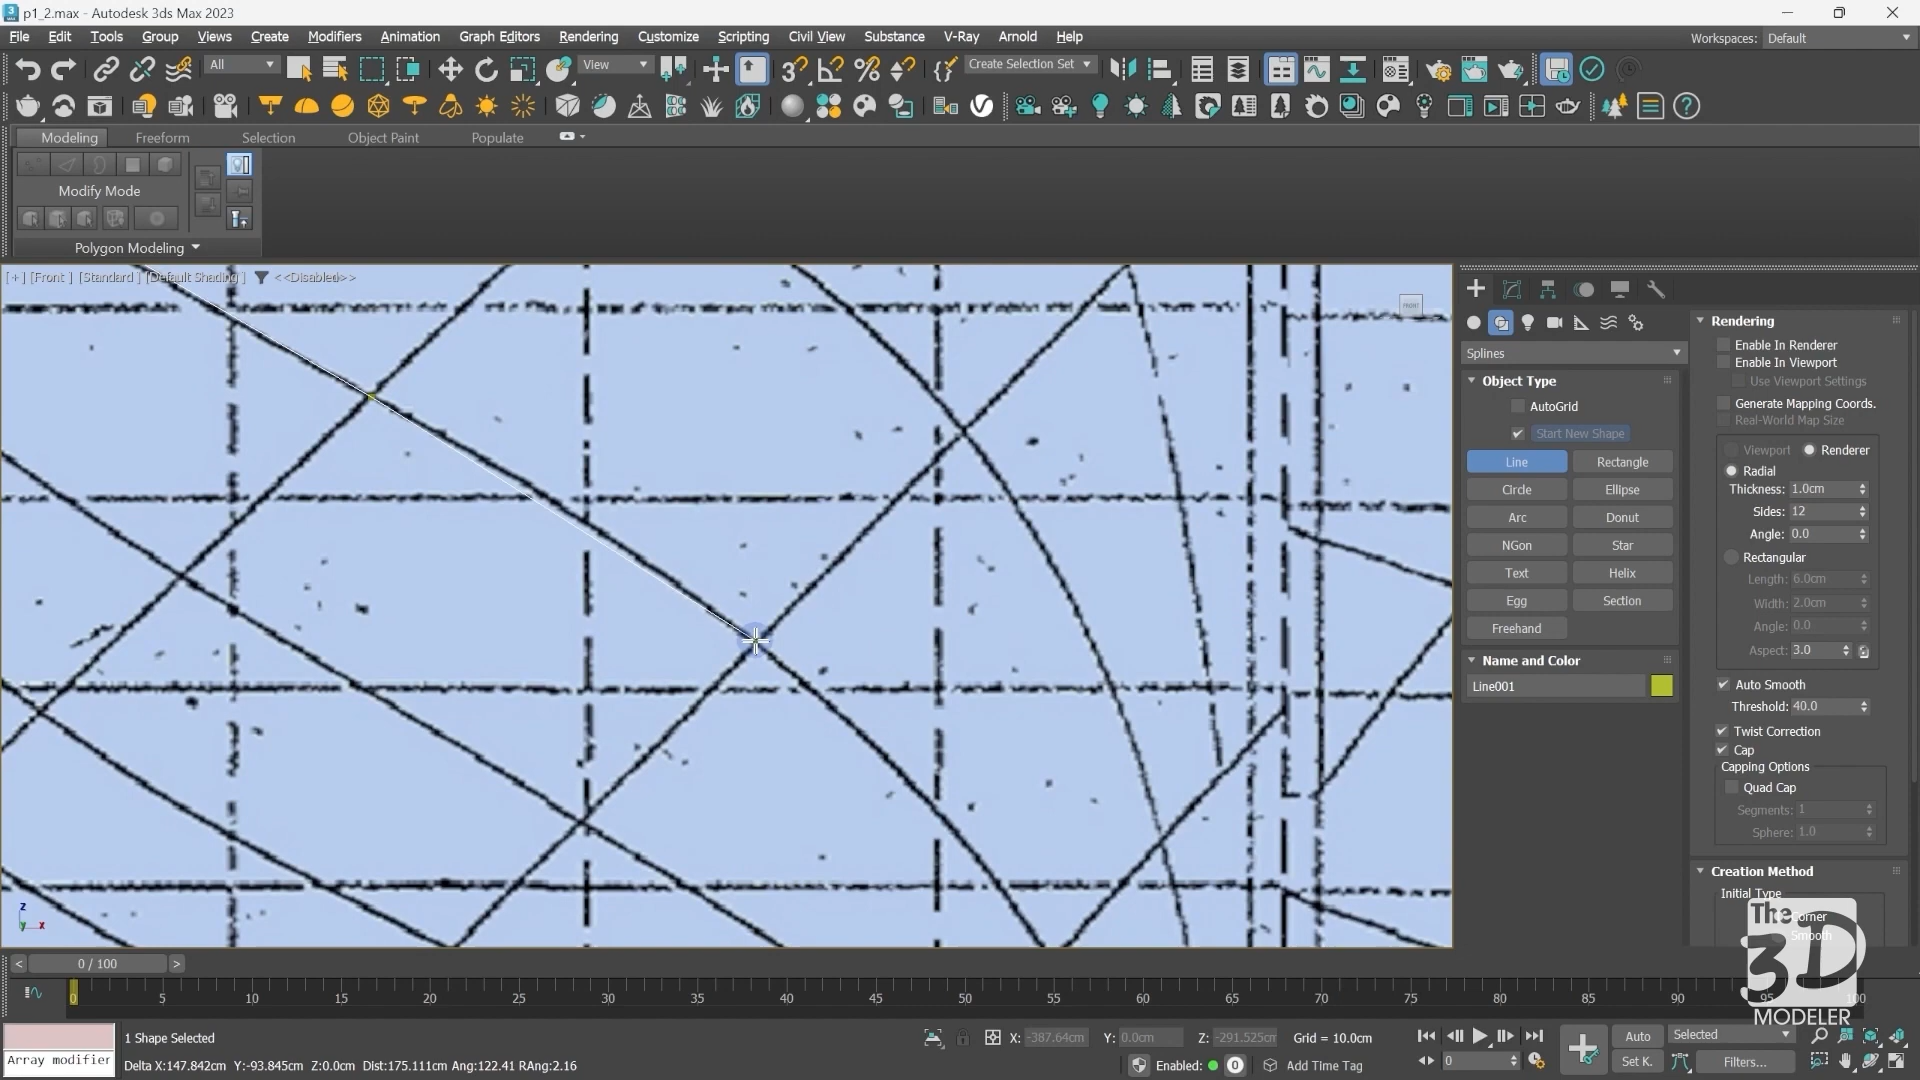 p1_2.max - Autodesk 3ds Max 2023
File Edit Tools Group Views Create Modifiers Animation Graph Editors Rendering Customize Scripting Civil View Substance V-Ray Arnold Help
Workspaces: Default
All
View
Create Selection Set
Modeling Freeform Selection Object Paint Populate
Modify Mode
Polygon Modeling
[+] [Front] [Standard] [Default Shading] <<Disabled>>
FRONT
z
y x
Splines
Object Type
AutoGrid
Start New Shape
Line Rectangle
Circle Ellipse
Arc Donut
NGon Star
Text Helix
Egg Section
Freehand
Name and Color
Line001
Rendering
Enable In Renderer
Enable In Viewport
Use Viewport Settings
Generate Mapping Coords.
Real-World Map Size
Viewport Renderer
Radial
Thickness: 1.0cm
Sides: 12
Angle: 0.0
Rectangular
Length: 6.0cm
Width: 2.0cm
Angle: 0.0
Aspect: 3.0
Auto Smooth
Threshold: 40.0
Twist Correction
Cap
Capping Options
Quad Cap
Segments: 1
Sphere: 1.0
Creation Method
Initial Type
Corner
Smooth
The
3D
MODELER
< 0 / 100 >
0 5 10 15 20 25 30 35 40 45 50 55 60 65 70 75 80 85 90 95 100
1 Shape Selected
X: -387.64cm Y: 0.0cm Z: -291.525cm Grid = 10.0cm
Auto Selected
Array modifier
Delta X:147.842cm Y:-93.845cm Z:0.0cm Dist:175.111cm Ang:122.41 RAng:2.16
Enabled: 0 Add Time Tag
0
Set K. Filters...